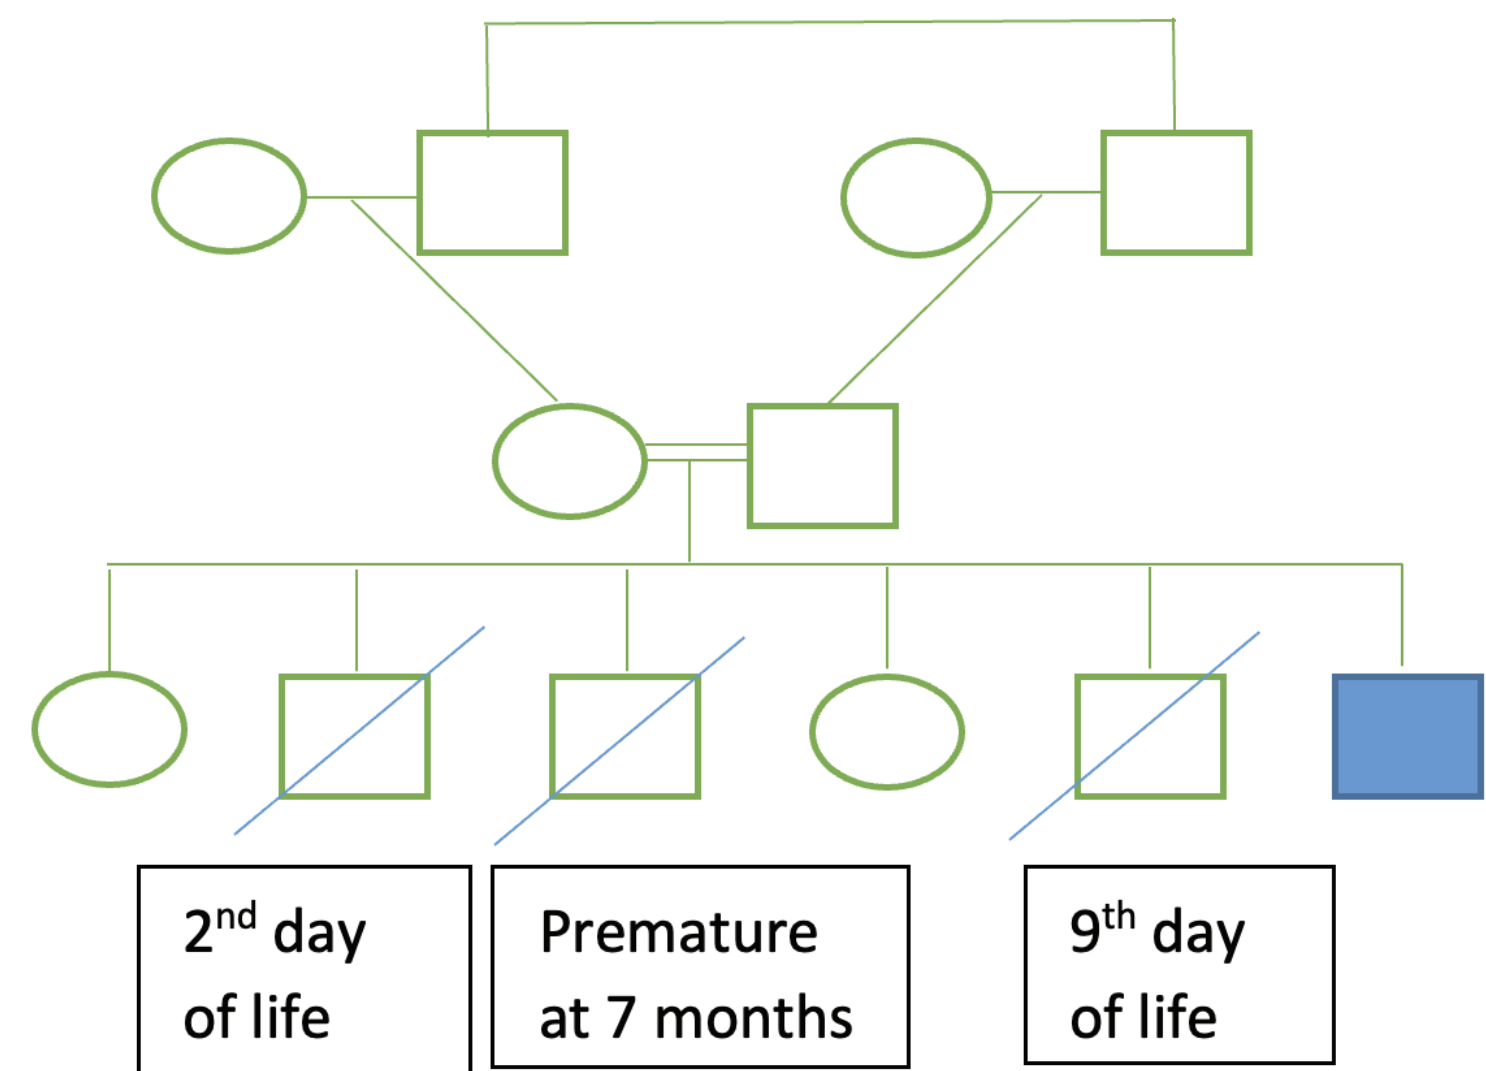 2nd day
of life
Premature
at 7 months
9th day
of life